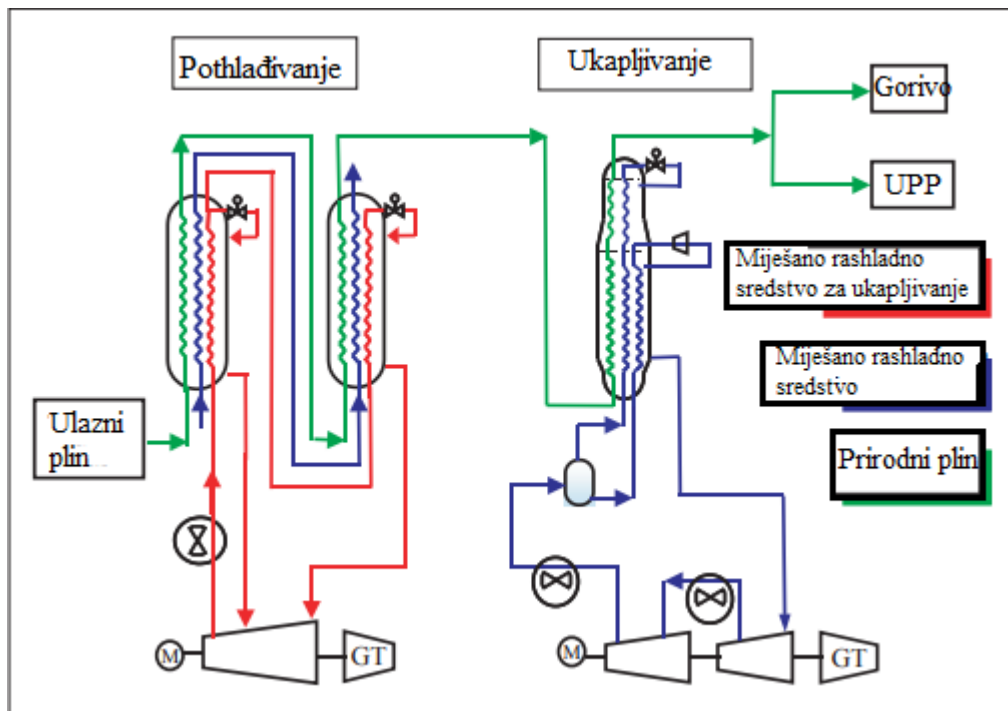 Pothlađivanje
Ukapljivanje
Gorivo
UPP
Miješano rashladno
sredstvo za ukapljivanje
Miješano rashladno
sredstvo
Prirodni plin
Ulazni
plin
M
GT
M
GT